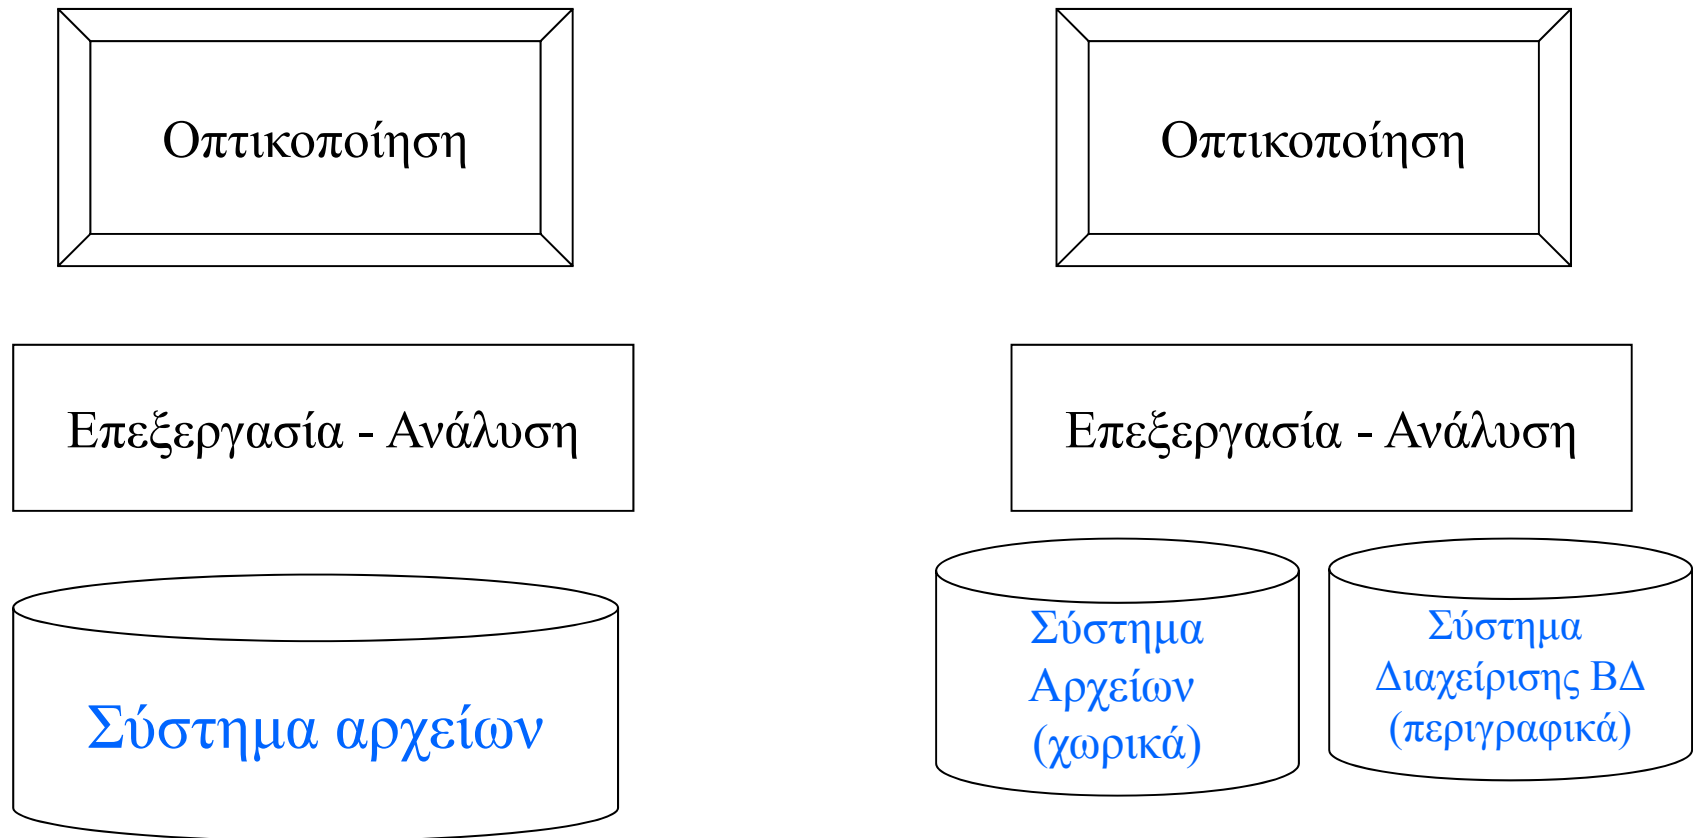 Οπτικοποίηση
Οπτικοποίηση
Επεξεργασία - Ανάλυση
Επεξεργασία - Ανάλυση
Σύστημα αρχείων
Σύστημα
Αρχείων
(χωρικά)
Σύστημα
Διαχείρισης ΒΔ
(περιγραφικά)